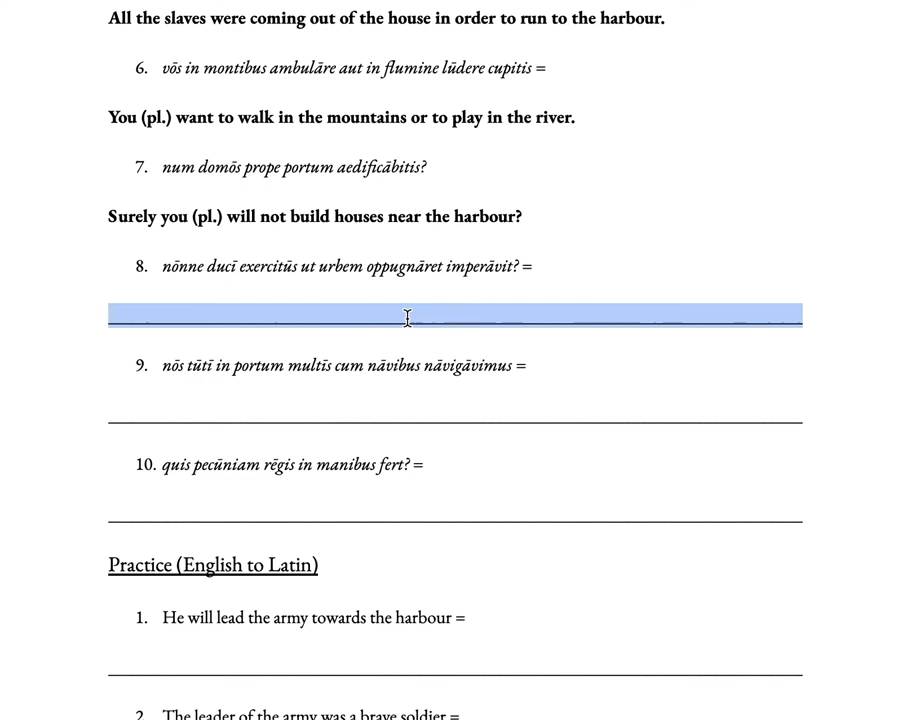 All the slaves were coming out of the house in order to run to the harbour.
6. vōs in montibus ambulāre aut in flumine lūdere cupitis =
You (pl.) want to walk in the mountains or to play in the river.
7. num domōs prope portum aedificābitis?
Surely you (pl.) will not build houses near the harbour?
8. nōnne ducī exercitūs ut urbem oppugnāret imperāvit? =
9. nōs tūtī in portum multīs cum nāvibus nāvigāvimus =
10. quis pecūniam rēgis in manibus fert? =
Practice (English to Latin)
1. He will lead the army towards the harbour =
2. The leader of the army was a brave soldier =